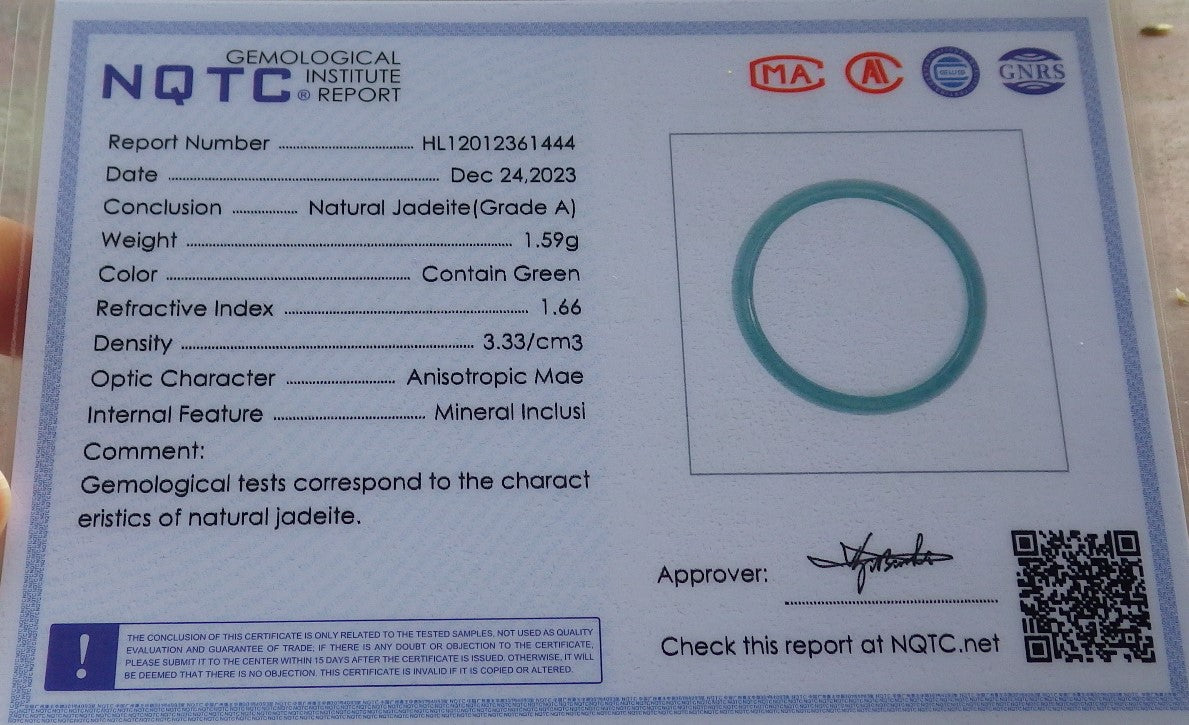 NQTC® GEMOLOGICAL INSTITUTE REPORT
MA
GNRS
Report Number HL12012361444
Date Dec 24,2023
Conclusion Natural Jadeite(Grade A)
Weight 1.59g
Color Contain Green
Refractive Index 1.66
Density 3.33/cm3
Optic Character Anisotropic Mae
Internal Feature Mineral Inclusi
Comment:
Gemological tests correspond to the charact
eristics of natural jadeite.
Approver:
Check this report at NQTC.net
!
THE CONCLUSION OF THIS CERTIFICATE IS ONLY RELATED TO THE TESTED SAMPLES, NOT USED AS QUALITY
EVALUATION AND GUARANTEE OF TRADE; IF THERE IS ANY DOUBT OR OBJECTION TO THE CERTIFICATE,
PLEASE SUBMIT IT TO THE CENTER WITHIN 15 DAYS AFTER THE CERTIFICATE IS ISSUED. OTHERWISE, IT WILL
BE DEEMED THAT THERE IS NO OBJECTION. THIS CERTIFICATE IS INVALID IF IT IS COPIED OR ALTERED.